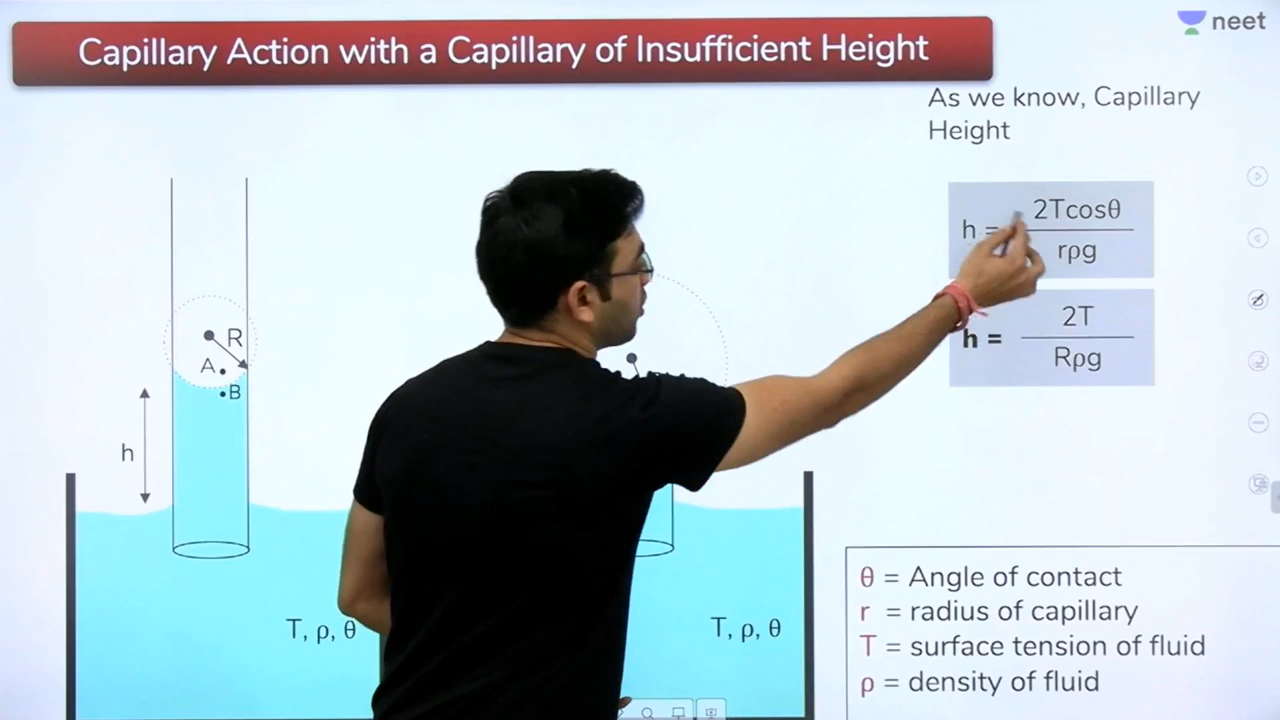 Capillary Action with a Capillary of Insufficient Height
neet
As we know, Capillary
Height
h = 2Tcosθ / rρg
h = 2T / Rρg
R
A
B
h
T, ρ, θ
T, ρ, θ
θ = Angle of contact
r = radius of capillary
T = surface tension of fluid
ρ = density of fluid